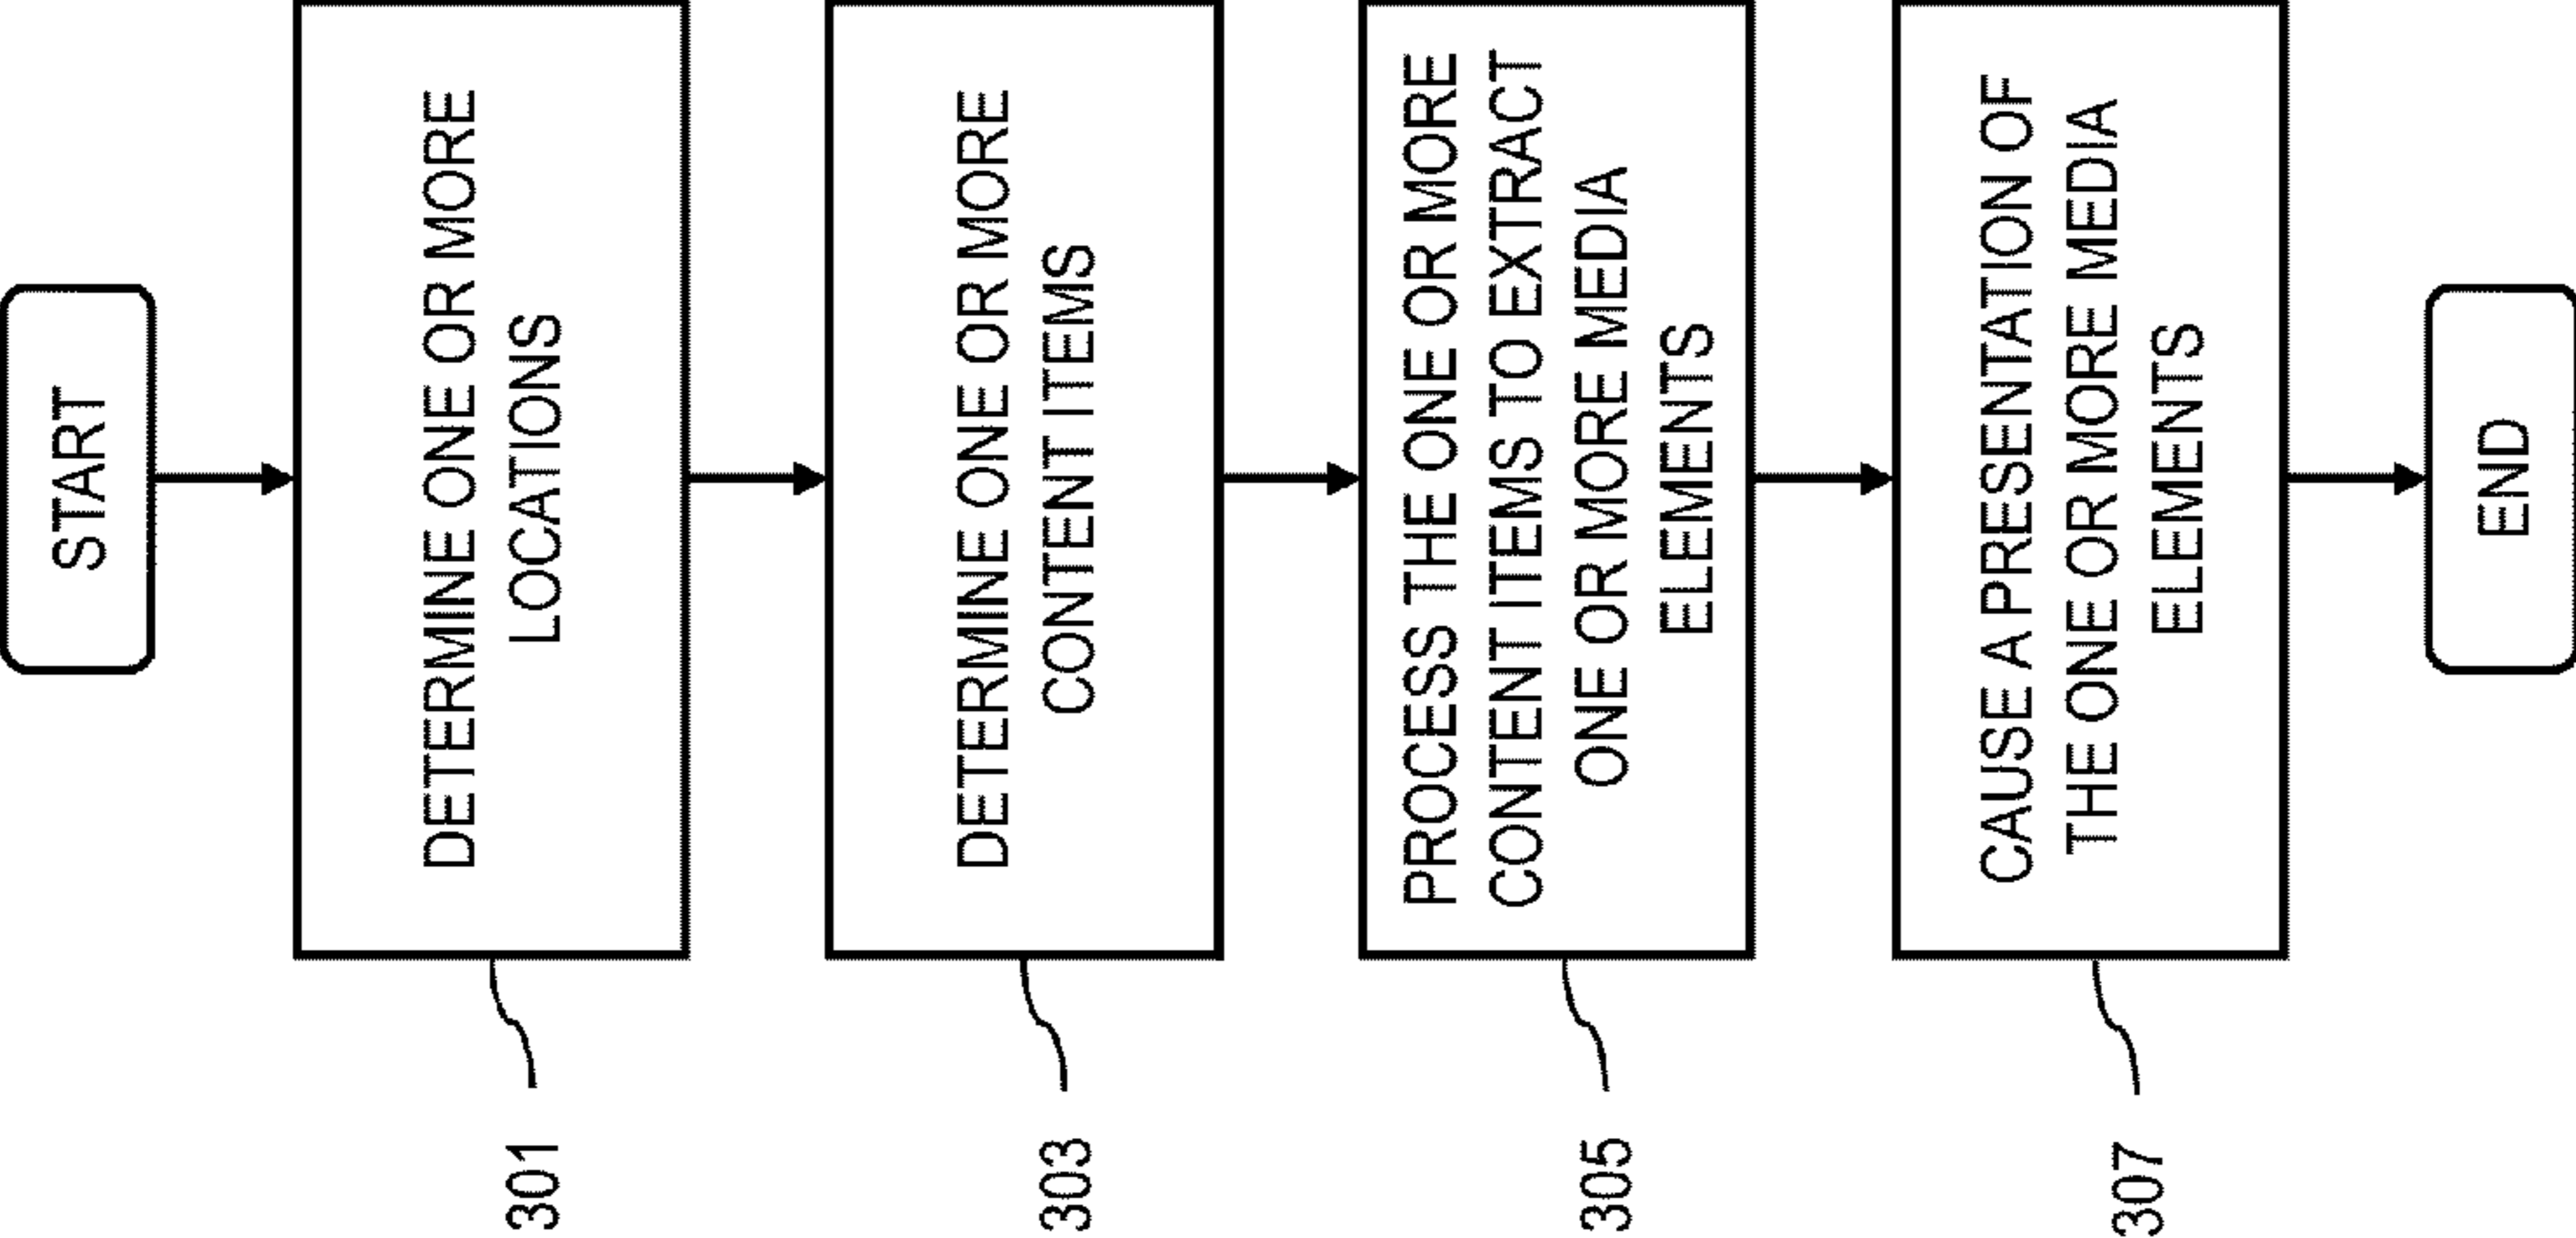 START
DETERMINE ONE OR MORE
LOCATIONS
301
DETERMINE ONE OR MORE
CONTENT ITEMS
303
PROCESS THE ONE OR MORE
CONTENT ITEMS TO EXTRACT
ONE OR MORE MEDIA
ELEMENTS
305
CAUSE A PRESENTATION OF
THE ONE OR MORE MEDIA
ELEMENTS
307
END